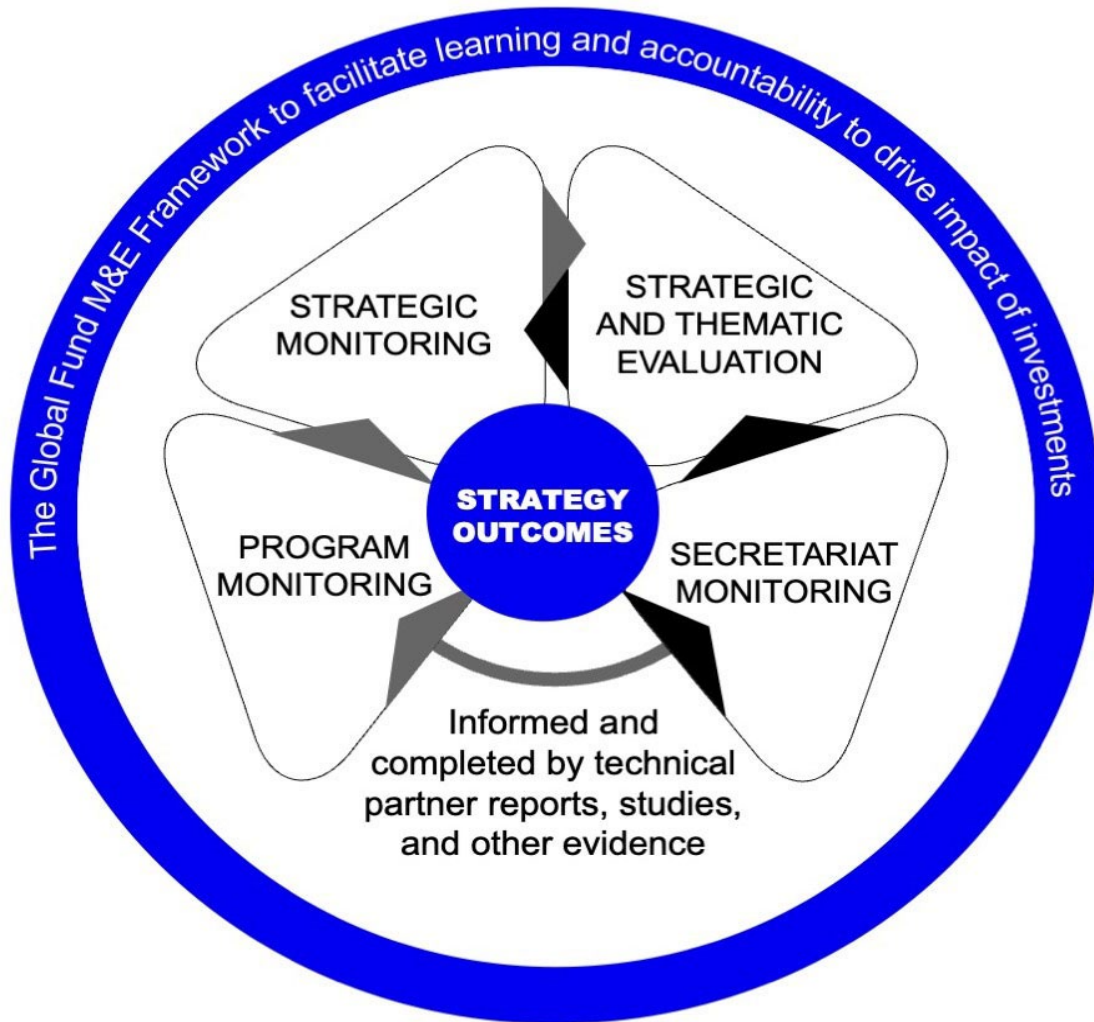 The Global Fund M&E Framework to facilitate learning and accountability to drive impact of investments
STRATEGIC
MONITORING
STRATEGIC
AND THEMATIC
EVALUATION
PROGRAM
MONITORING
STRATEGY
OUTCOMES
SECRETARIAT
MONITORING
Informed and
completed by technical
partner reports, studies,
and other evidence